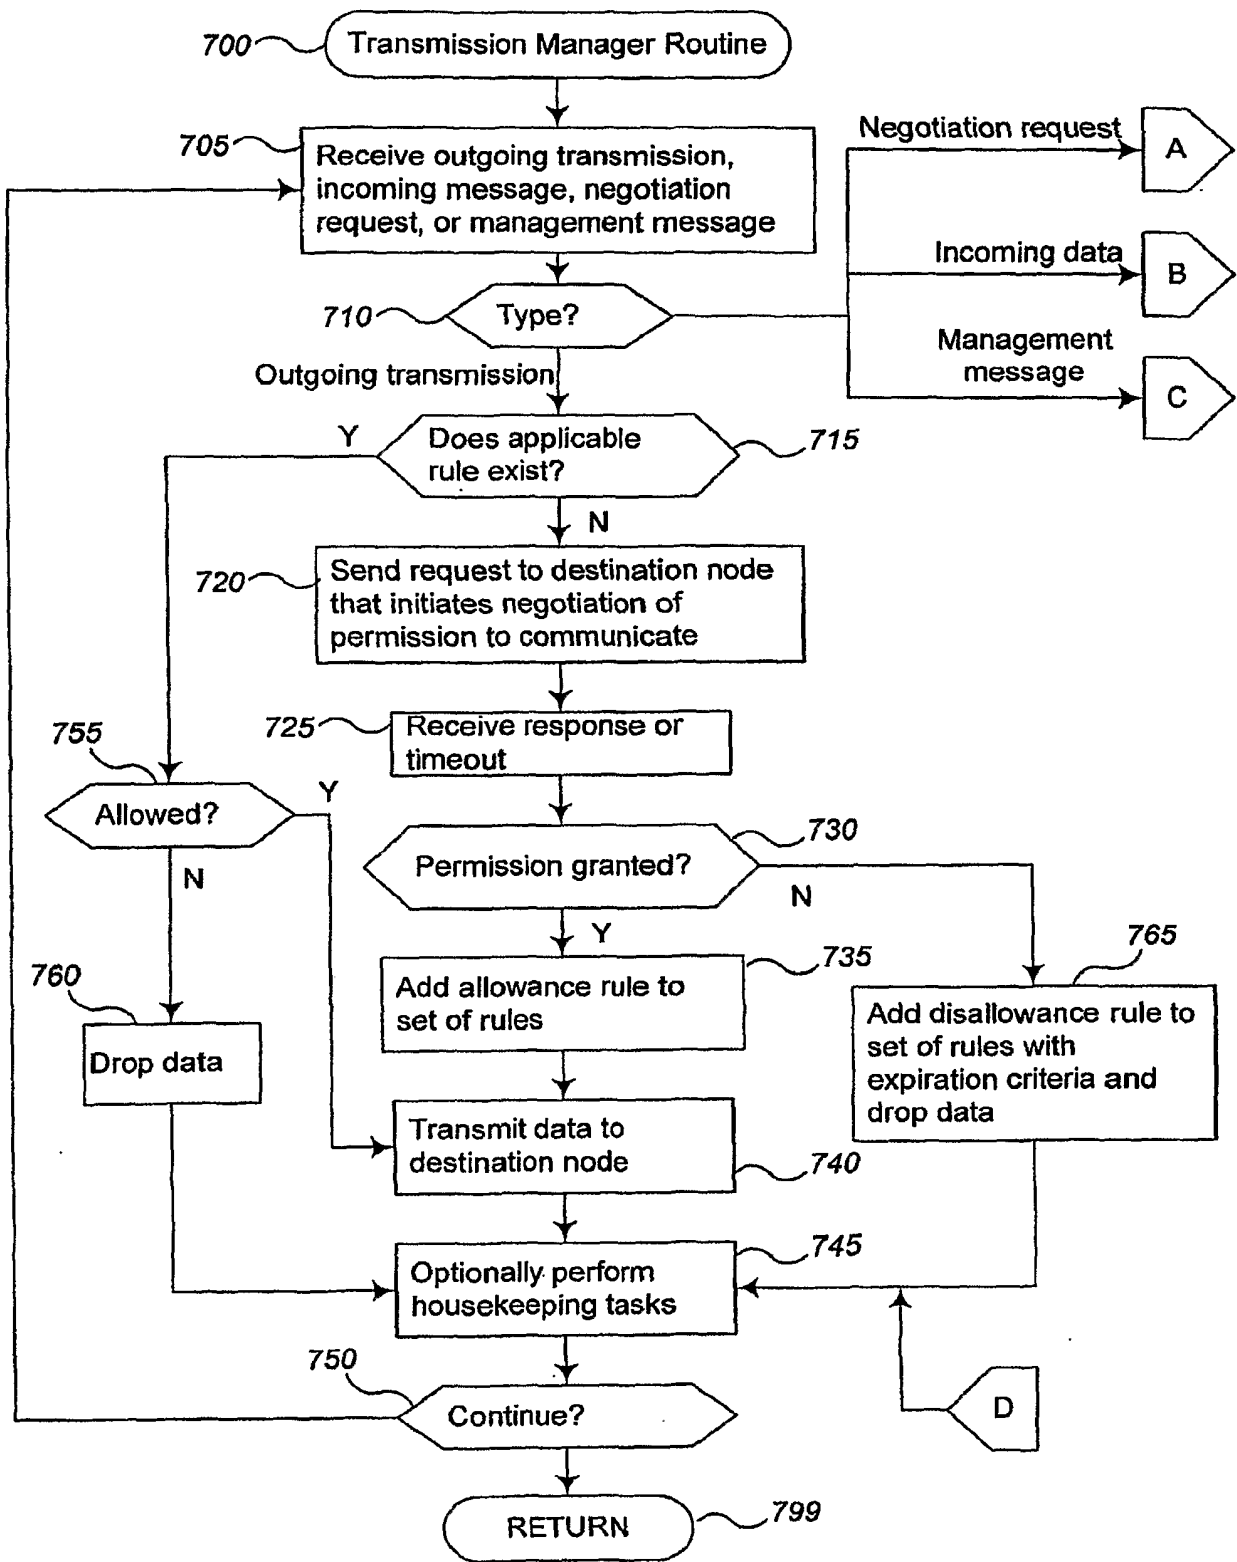 700
Transmission Manager Routine
705
Receive outgoing transmission,
incoming message, negotiation
request, or management message
Negotiation request
A
Incoming data
B
710
Type?
Management
message
C
Outgoing transmission
Y
Does applicable
rule exist?
715
N
720
Send request to destination node
that initiates negotiation of
permission to communicate
725
Receive response or
timeout
755
Allowed?
Y
N
730
Permission granted?
N
Y
735
Add allowance rule to
set of rules
765
Add disallowance rule to
set of rules with
expiration criteria and
drop data
760
Drop data
Transmit data to
destination node
740
745
Optionally perform
housekeeping tasks
750
Continue?
D
RETURN
799